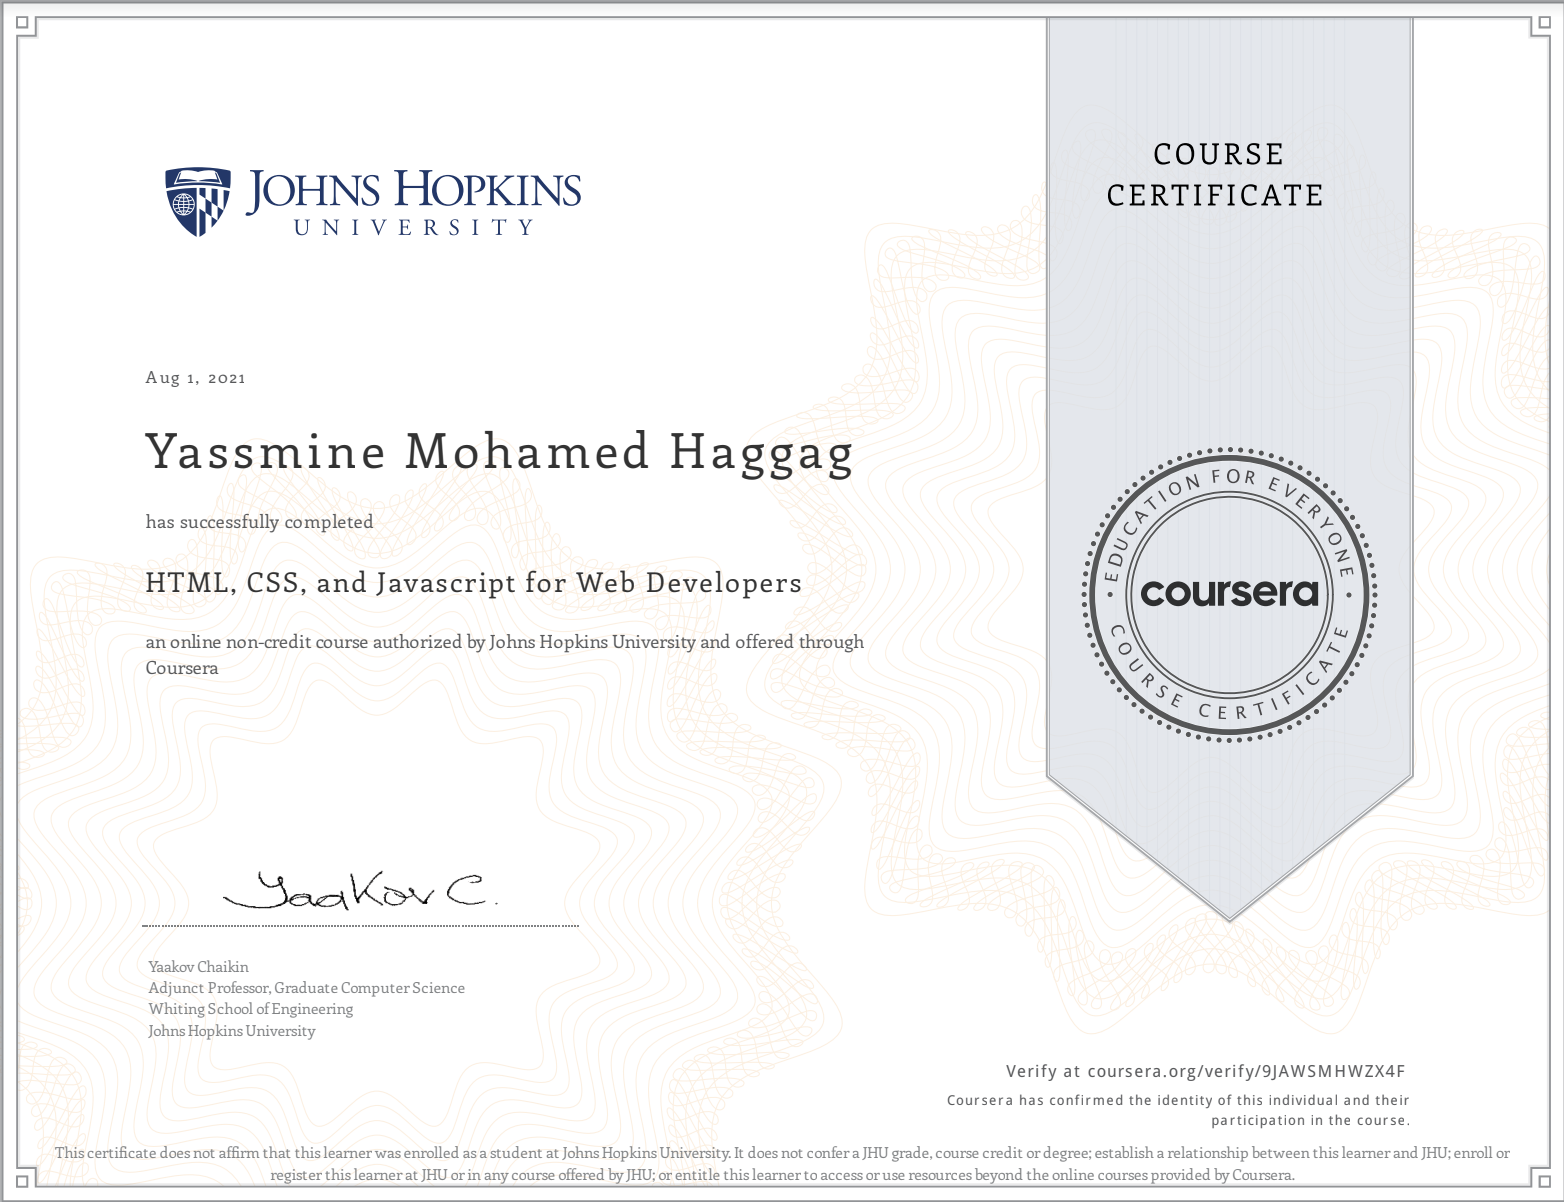 JOHNS HOPKINS
UNIVERSITY
COURSE
CERTIFICATE
Aug 1, 2021
Yassmine Mohamed Haggag
has successfully completed
HTML, CSS, and Javascript for Web Developers
an online non-credit course authorized by Johns Hopkins University and offered through
Coursera
EDUCATION FOR EVERYONE
coursera
COURSE CERTIFICATE
Yaakov C.
Yaakov Chaikin
Adjunct Professor, Graduate Computer Science
Whiting School of Engineering
Johns Hopkins University
Verify at coursera.org/verify/9JAWSMHWZX4F
Coursera has confirmed the identity of this individual and their
participation in the course.
This certificate does not affirm that this learner was enrolled as a student at Johns Hopkins University. It does not confer a JHU grade, course credit or degree; establish a relationship between this learner and JHU; enroll or
register this learner at JHU or in any course offered by JHU; or entitle this learner to access or use resources beyond the online courses provided by Coursera.